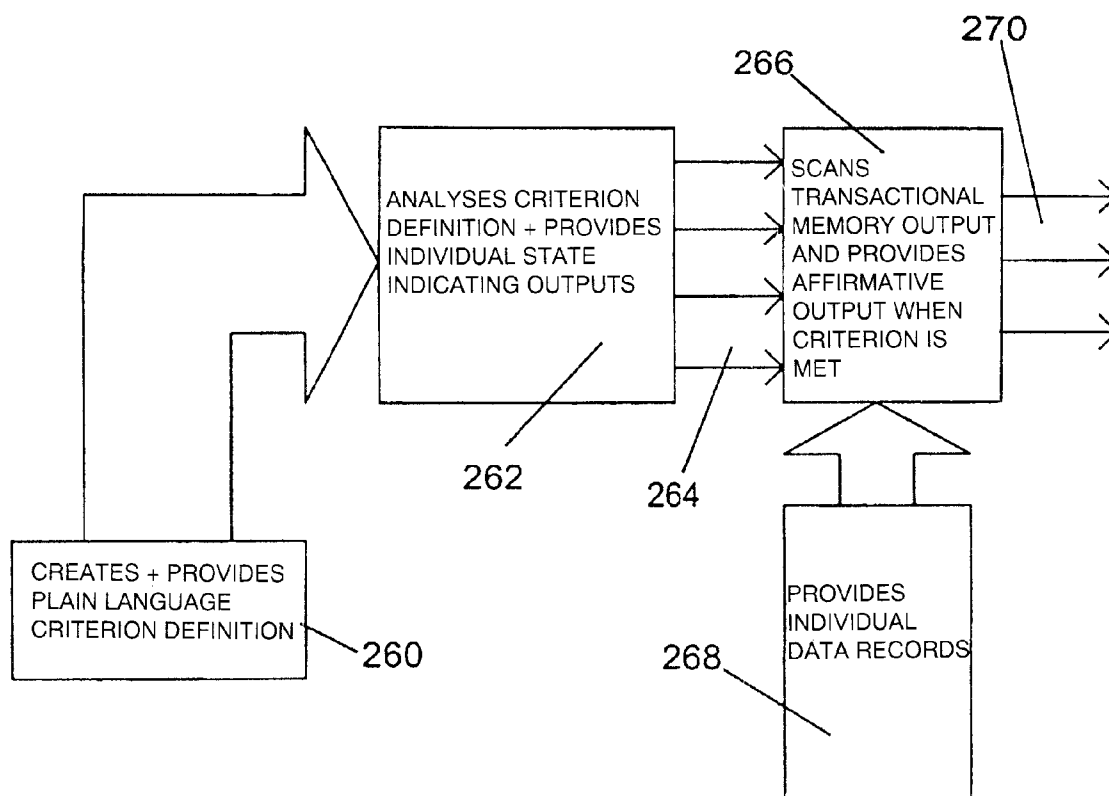 270
266
ANALYSES CRITERION
DEFINITION + PROVIDES
INDIVIDUAL STATE
INDICATING OUTPUTS
SCANS
TRANSACTIONAL
MEMORY OUTPUT
AND PROVIDES
AFFIRMATIVE
OUTPUT WHEN
CRITERION IS
MET
262
264
CREATES + PROVIDES
PLAIN LANGUAGE
CRITERION DEFINITION
260
PROVIDES
INDIVIDUAL
DATA RECORDS
268